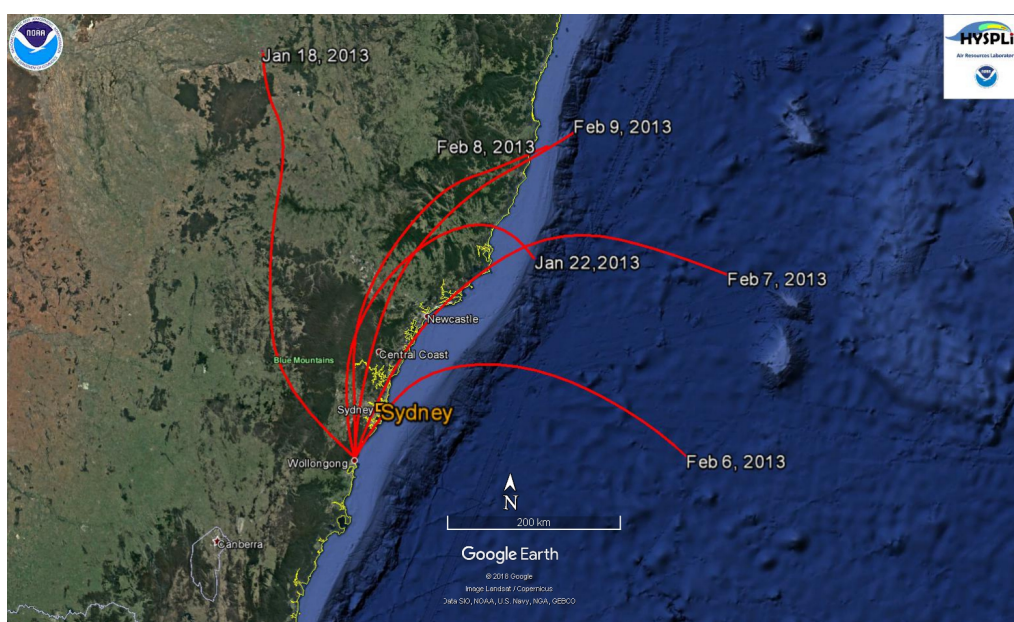 NOAA
HYSPLi
Air Resources Laborator
Jan 18, 2013
Feb 9, 2013
Feb 8, 2013
Jan 22,2013
Feb 7, 2013
Newcastle
Central Coast
Blue Mountains
Sydney
Sydney
Wollongong
Feb 6, 2013
N
200 km
Canberra
Google Earth
© 2018 Google
Image Landsat / Copernicus
Data SIO, NOAA, U.S. Navy, NGA, GEBCO